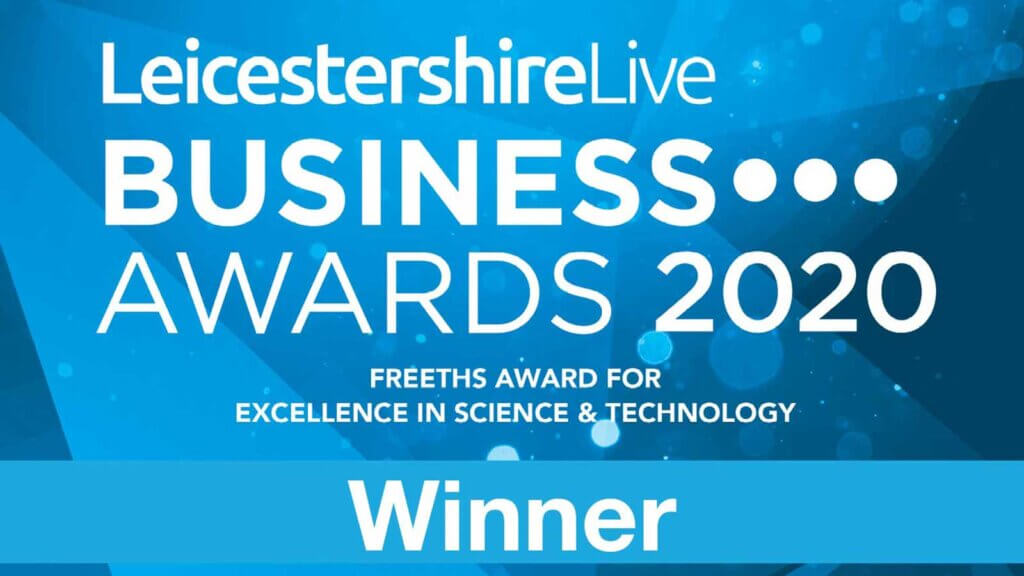 LeicestershireLive
BUSINESS•••
AWARDS 2020
FREETHS AWARD FOR
EXCELLENCE IN SCIENCE & TECHNOLOGY
Winner